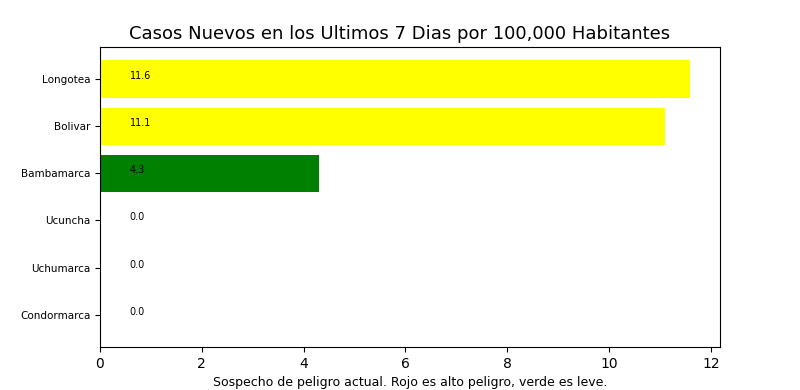 Casos Nuevos en los Ultimos 7 Dias por 100,000 Habitantes
Longotea 11.6
Bolivar 11.1
Bambamarca 4.3
Ucuncha 0.0
Uchumarca 0.0
Condormarca 0.0
0 2 4 6 8 10 12
Sospecho de peligro actual. Rojo es alto peligro, verde es leve.